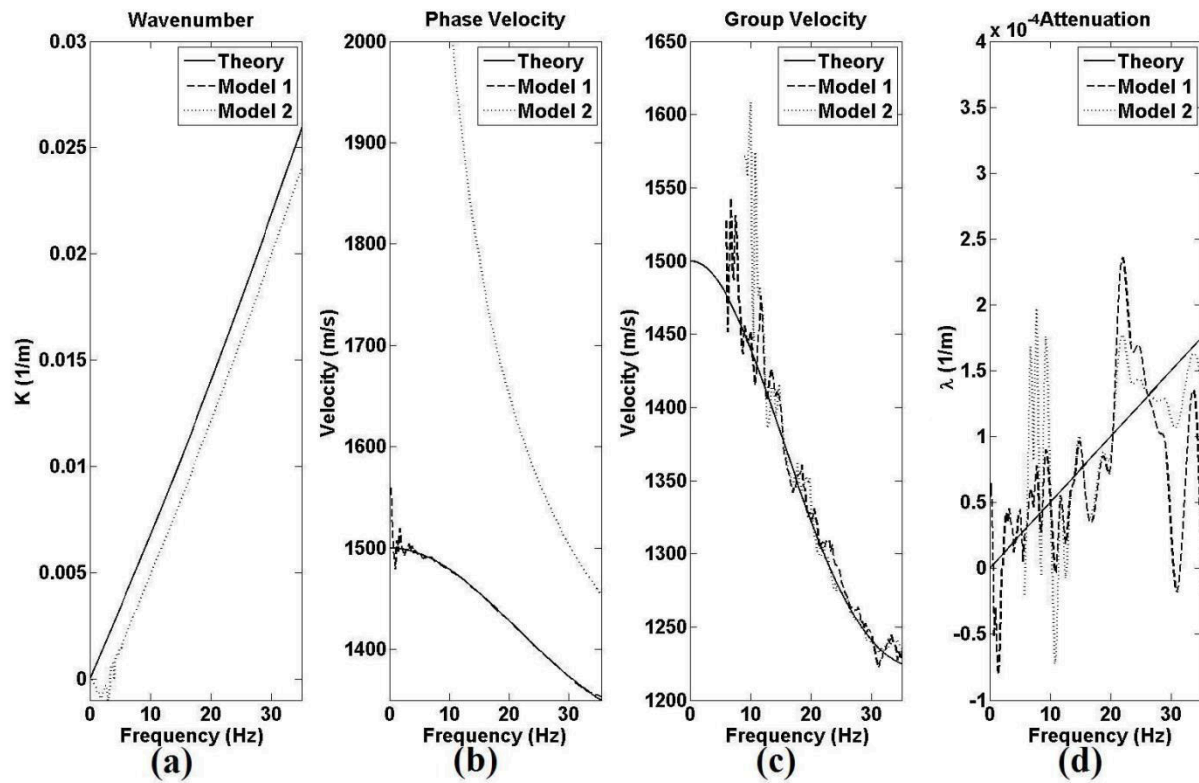 Wavenumber
0.03
0.025
0.02
0.015
0.01
0.005
0
K (1/m)
Theory
Model 1
Model 2
0 10 20 30
Frequency (Hz)
(a)
Phase Velocity
2000
1900
1800
1700
1600
1500
1400
Velocity (m/s)
Theory
Model 1
Model 2
0 10 20 30
Frequency (Hz)
(b)
Group Velocity
1650
1600
1550
1500
1450
1400
1350
1300
1250
1200
Velocity (m/s)
Theory
Model 1
Model 2
0 10 20 30
Frequency (Hz)
(c)
x 10⁻⁴ Attenuation
4
3.5
3
2.5
2
1.5
1
0.5
0
-0.5
-1
λ (1/m)
Theory
Model 1
Model 2
0 10 20 30
Frequency (Hz)
(d)